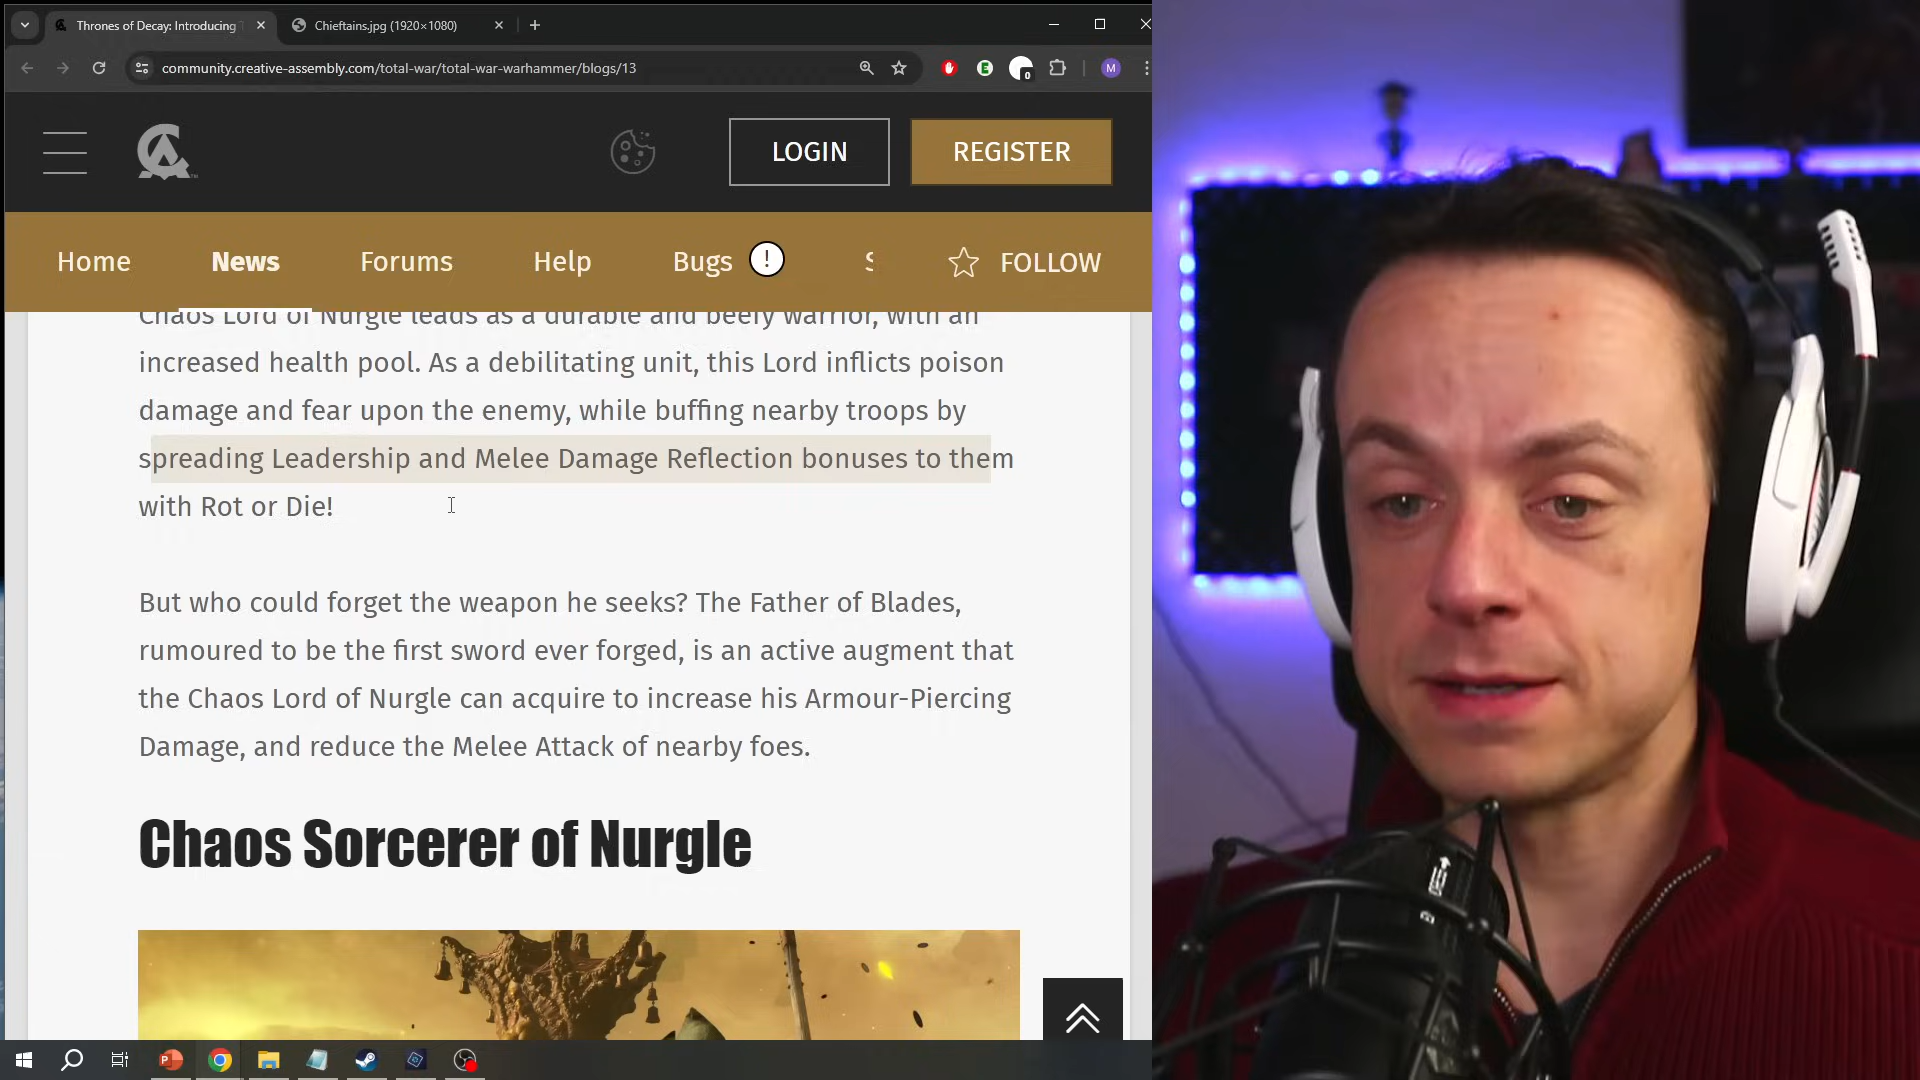 Thrones of Decay: Introducing
Chieftains.jpg (1920×1080)
community.creative-assembly.com/total-war/total-war-warhammer/blogs/13
0
M
LOGIN
REGISTER
Home
News
Forums
Help
Bugs
!
FOLLOW
Chaos Lord of Nurgle leads as a durable and beefy warrior, with an
increased health pool. As a debilitating unit, this Lord inflicts poison
damage and fear upon the enemy, while buffing nearby troops by
spreading Leadership and Melee Damage Reflection bonuses to them
with Rot or Die!
But who could forget the weapon he seeks? The Father of Blades,
rumoured to be the first sword ever forged, is an active augment that
the Chaos Lord of Nurgle can acquire to increase his Armour-Piercing
Damage, and reduce the Melee Attack of nearby foes.
Chaos Sorcerer of Nurgle